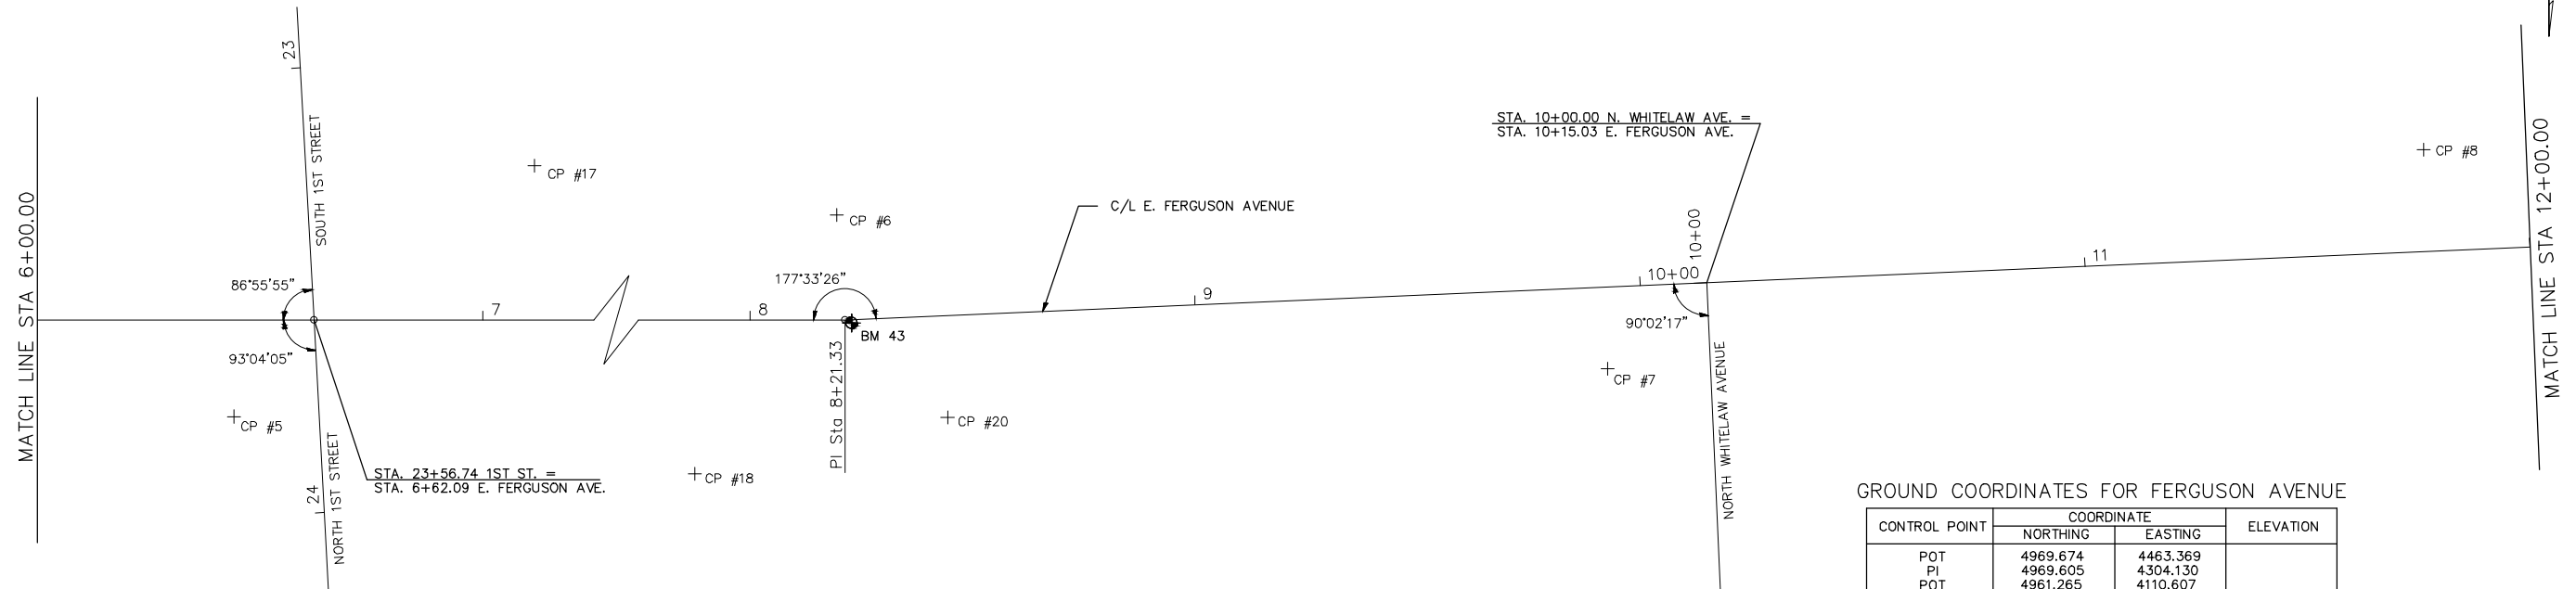 MATCH LINE STA 6+00.00
23
SOUTH 1ST STREET
86°55'55"
93°04'05"
CP #5
24
NORTH 1ST STREET
STA. 23+56.74 1ST ST. =
STA. 6+62.09 E. FERGUSON AVE.
7
CP #17
CP #18
8
177°33'26"
CP #6
BM 43
PI Sta 8+21.33
CP #20
C/L E. FERGUSON AVENUE
9
STA. 10+00.00 N. WHITELAW AVE. =
STA. 10+15.03 E. FERGUSON AVE.
10+00
10+00
90°02'17"
CP #7
NORTH WHITELAW AVENUE
11
CP #8
MATCH LINE STA 12+00.00
GROUND COORDINATES FOR FERGUSON AVENUE
CONTROL POINT COORDINATE ELEVATION
NORTHING EASTING
POT 4969.674 4463.369
PI 4969.605 4304.130
POT 4961.265 4110.607